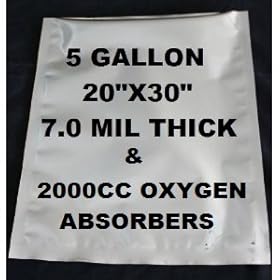 5 GALLON
20"X30"
7.0 MIL THICK
&
2000CC OXYGEN
ABSORBERS